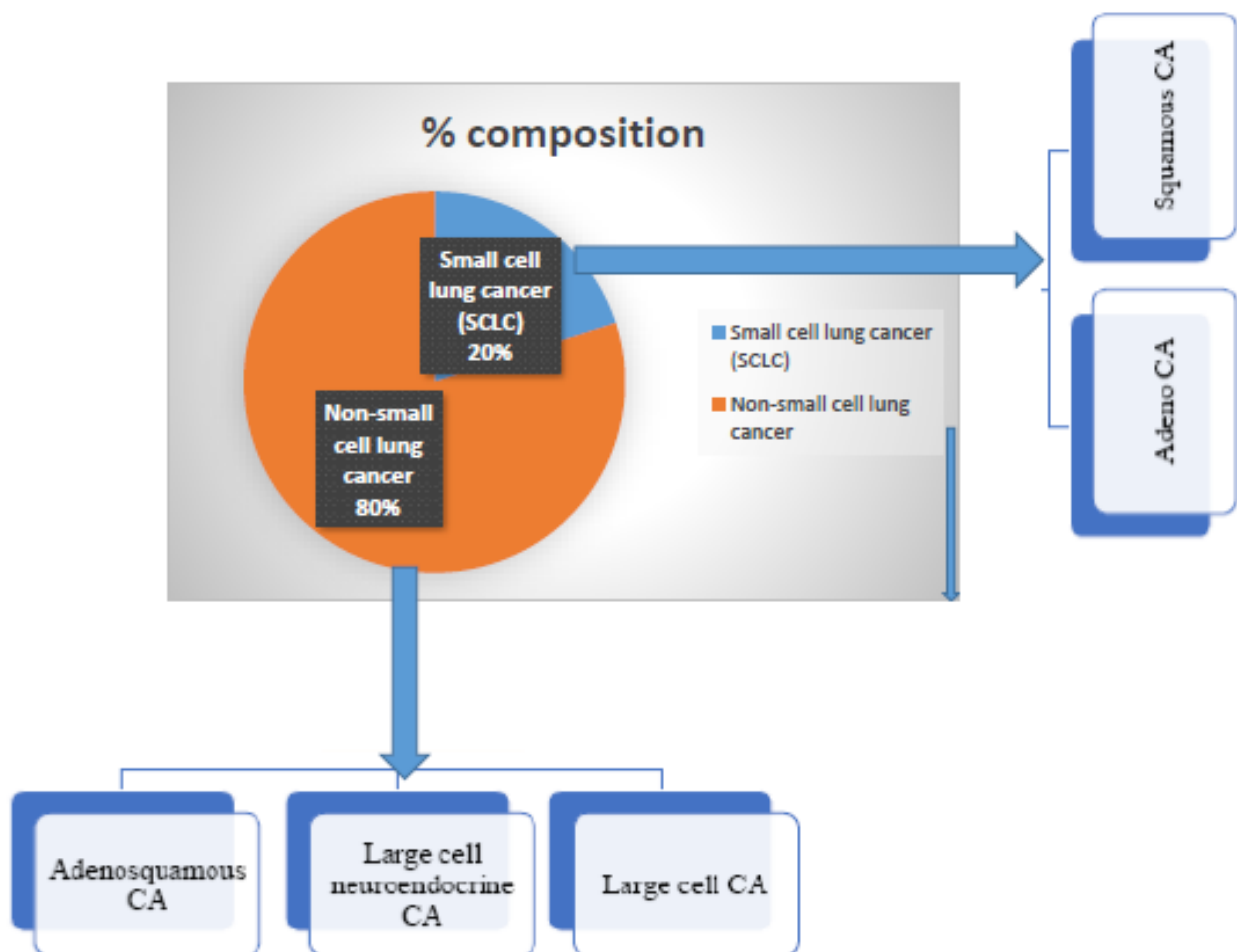 % composition
Small cell
lung cancer
(SCLC)
20%
Non-small
cell lung
cancer
80%
Small cell lung cancer
(SCLC)
Non-small cell lung
cancer
Squamous CA
Adeno CA
Adenosquamous
CA
Large cell
neuroendocrine
CA
Large cell CA